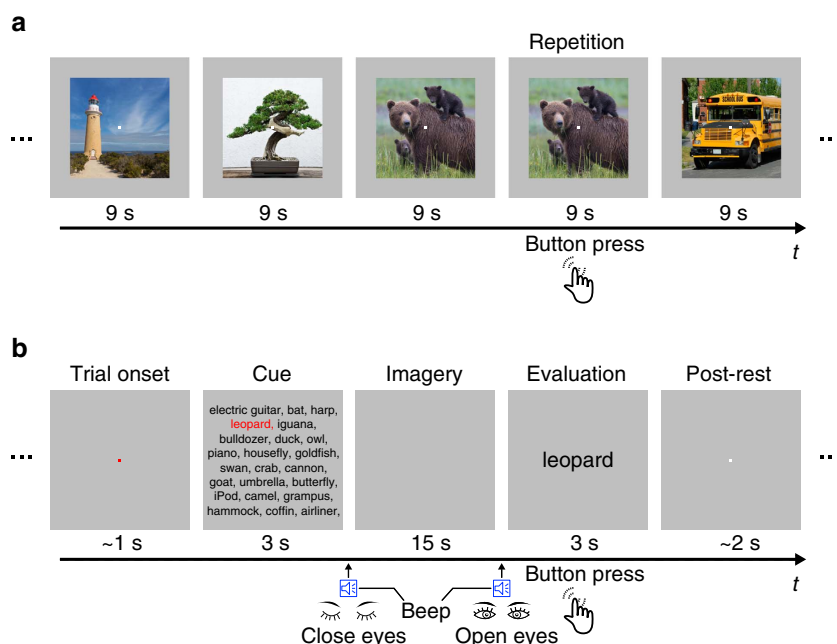 a
Repetition
SCHOOL BUS
9 s 9 s 9 s 9 s 9 s
Button press
t
b
Trial onset Cue Imagery Evaluation Post-rest
electric guitar, bat, harp,
leopard, iguana,
bulldozer, duck, owl,
piano, housefly, goldfish,
swan, crab, cannon,
goat, umbrella, butterfly,
iPod, camel, grampus,
hammock, coffin, airliner,
leopard
~1 s 3 s 15 s 3 s ~2 s
Button press
t
Beep
Close eyes Open eyes